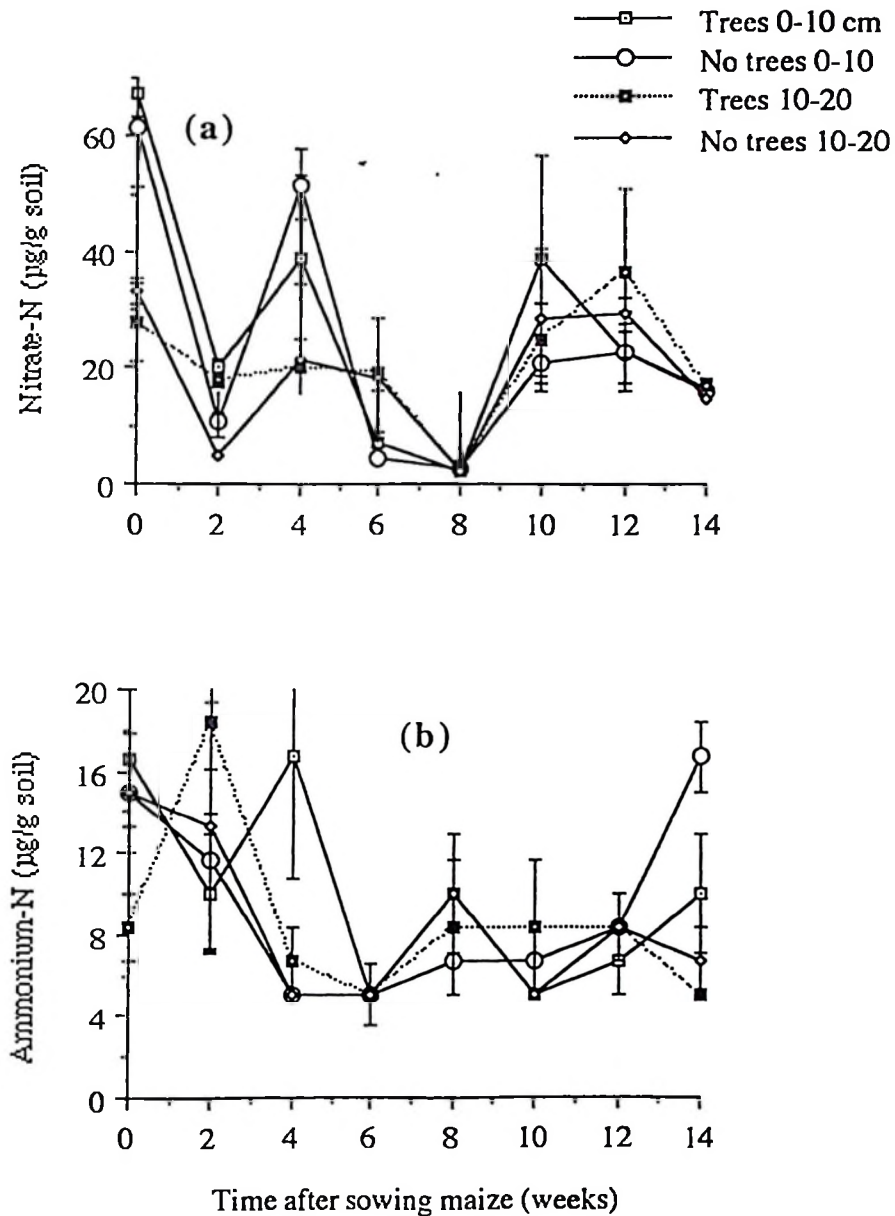 Trees 0-10 cm
No trees 0-10
Trees 10-20
No trees 10-20
(a)
Nitrate-N (µg/g soil)
60
40
20
0
0 2 4 6 8 10 12 14
(b)
Ammonium-N (µg/g soil)
20
16
12
8
4
0
0 2 4 6 8 10 12 14
Time after sowing maize (weeks)